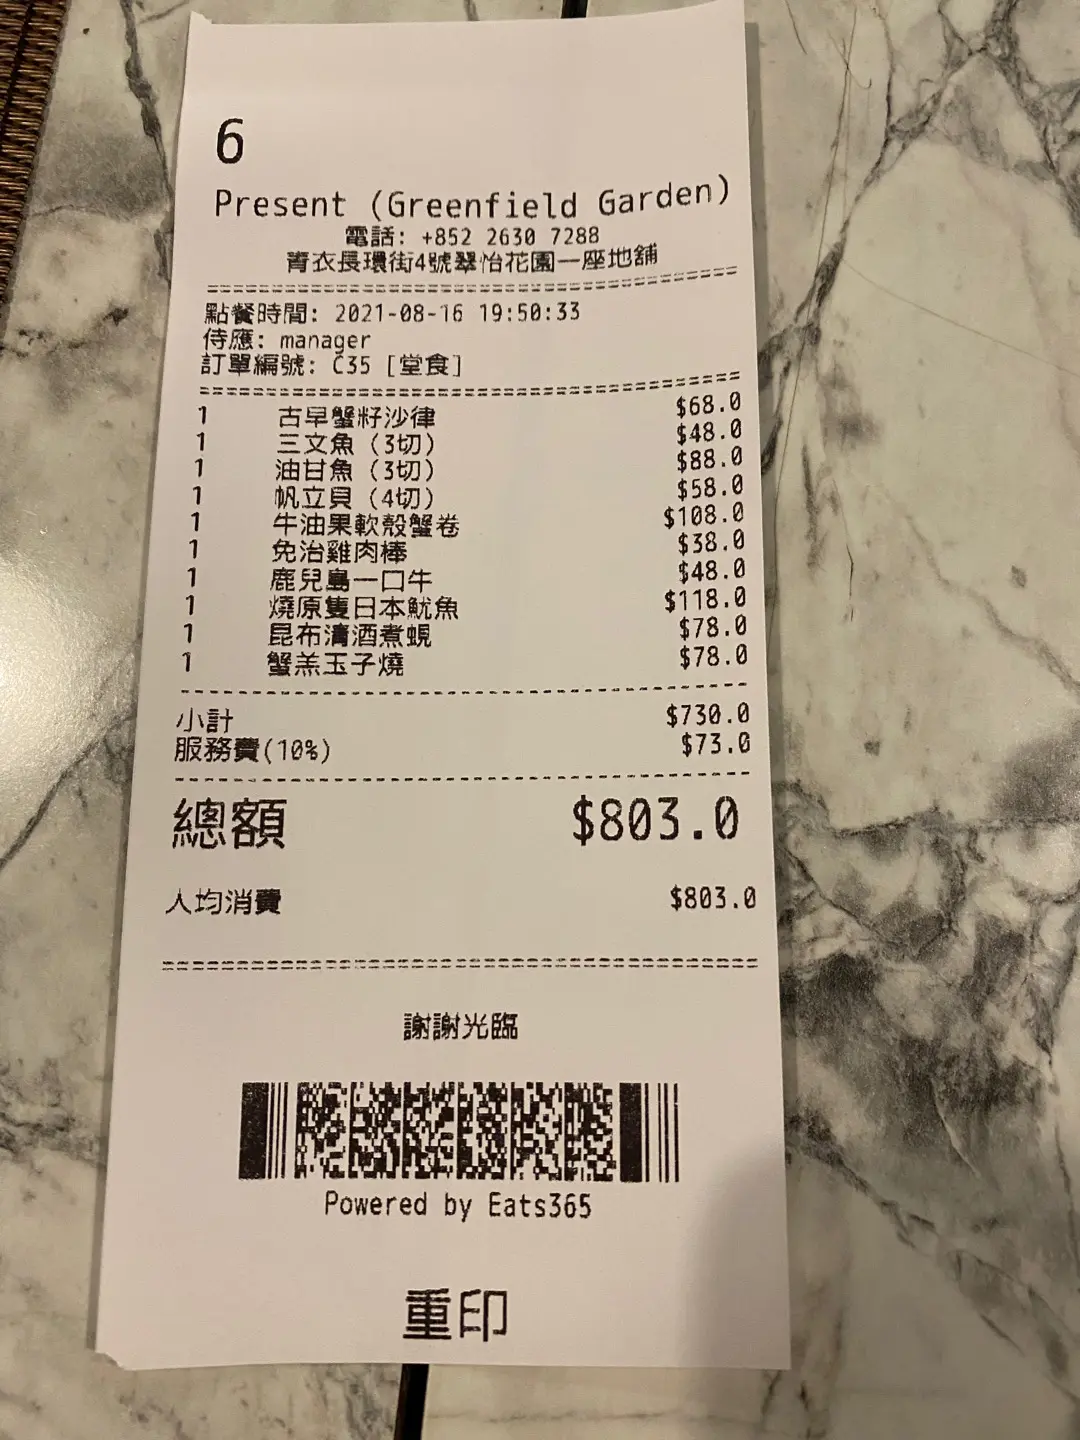 6
Present (Greenfield Garden)
電話: +852 2630 7288
青衣長環街4號翠怡花園一座地舖
點餐時間: 2021-08-16 19:50:33
侍應: manager
訂單編號: C35 [堂食]
1 古早蟹籽沙律 $68.0
1 三文魚 (3切) $48.0
1 油甘魚 (3切) $88.0
1 帆立貝 (4切) $58.0
1 牛油果軟殼蟹卷 $108.0
1 免治雞肉棒 $38.0
1 鹿兒島一口牛 $48.0
1 燒原隻日本魷魚 $118.0
1 昆布清酒煮蜆 $78.0
1 蟹羔玉子燒 $78.0
小計 $730.0
服務費(10%) $73.0
總額 $803.0
人均消費 $803.0
謝謝光臨
Powered by Eats365
重印